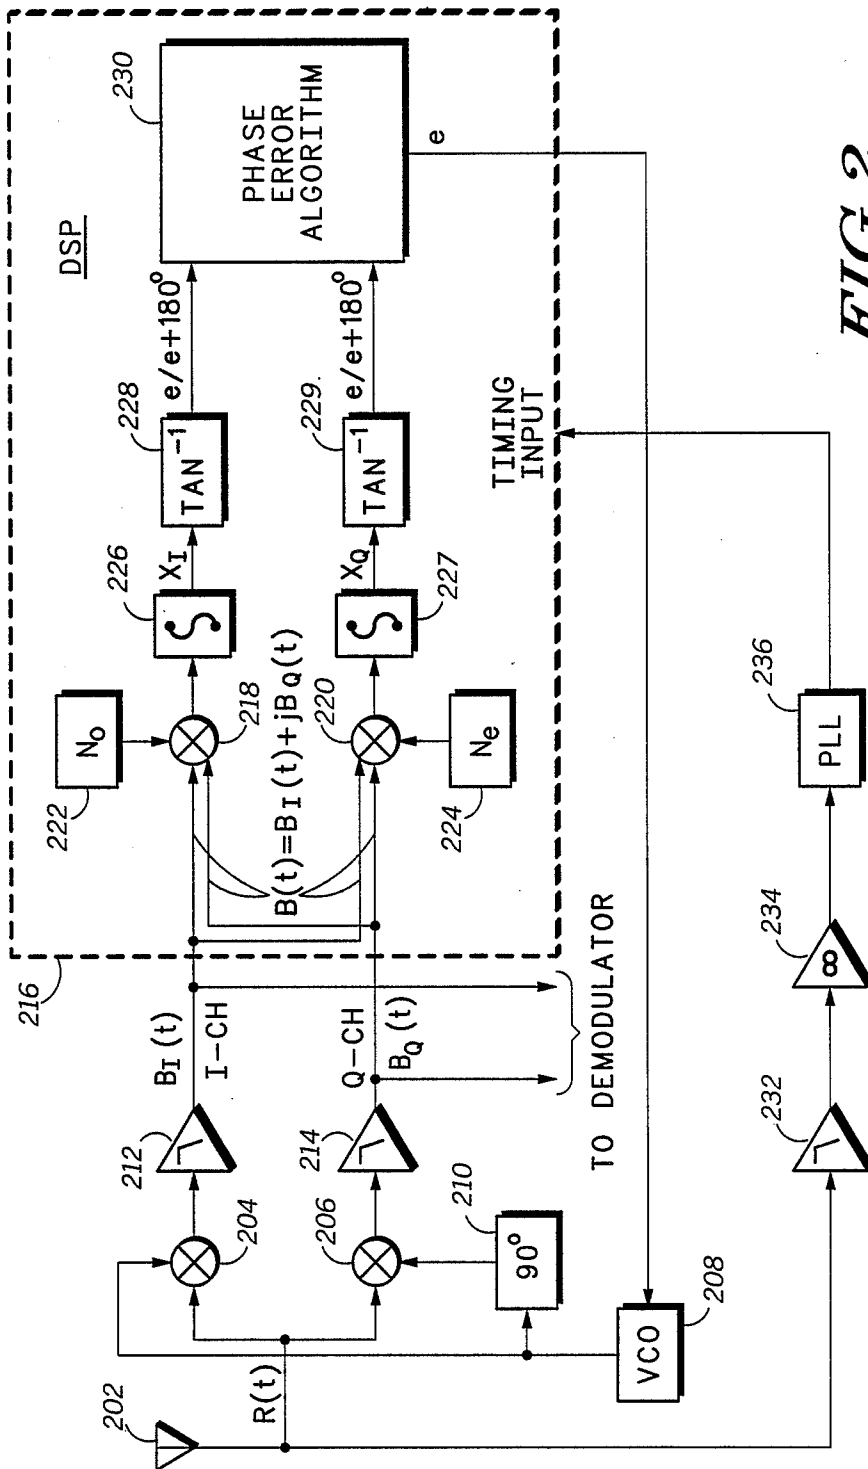 202
R(t)
204
206
90°
210
VCO
208
212
214
B_I(t)
I-CH
Q-CH
B_Q(t)
TO DEMODULATOR
216
DSP
N_O
222
218
B(t)=B_I(t)+jB_Q(t)
220
N_e
224
226
227
X_I
X_Q
TAN⁻¹
228
TAN⁻¹
229.
e/e+180°
e/e+180°
230
PHASE
ERROR
ALGORITHM
e
TIMING
INPUT
232
∞
234
PLL
236
FIG.2